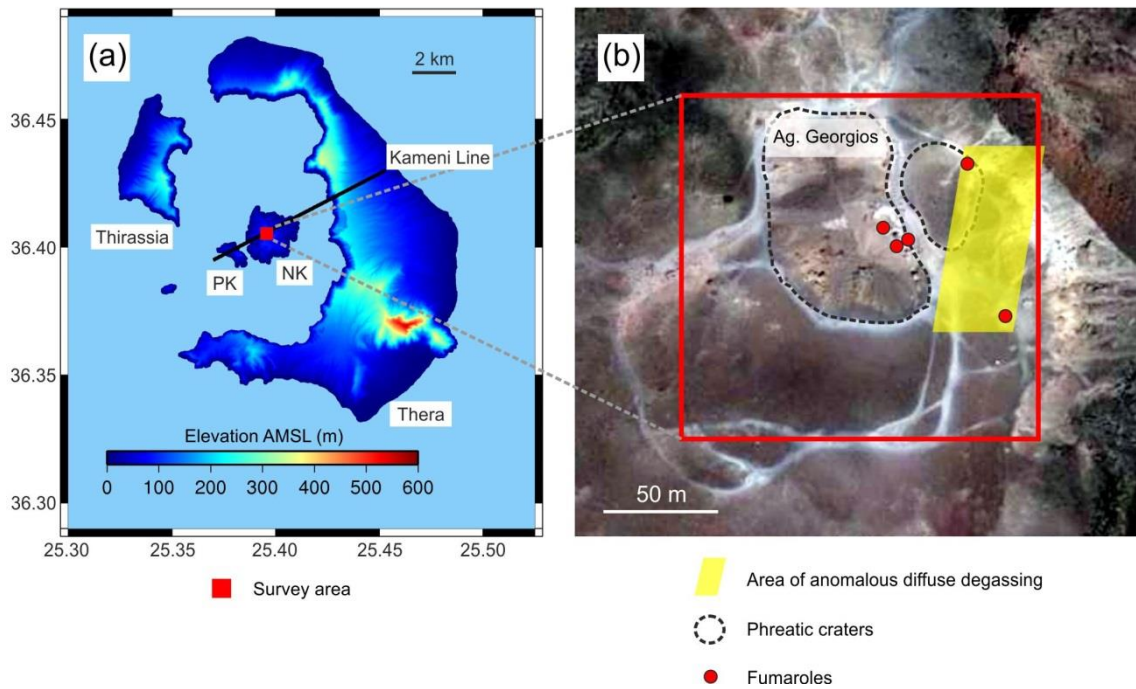 (a)
2 km
36.45
36.40
36.35
36.30
Kameni Line
Thirassia
PK
NK
Thera
Elevation AMSL (m)
0 100 200 300 400 500 600
25.30 25.35 25.40 25.45 25.50
Survey area
(b)
Ag. Georgios
50 m
Area of anomalous diffuse degassing
Phreatic craters
Fumaroles